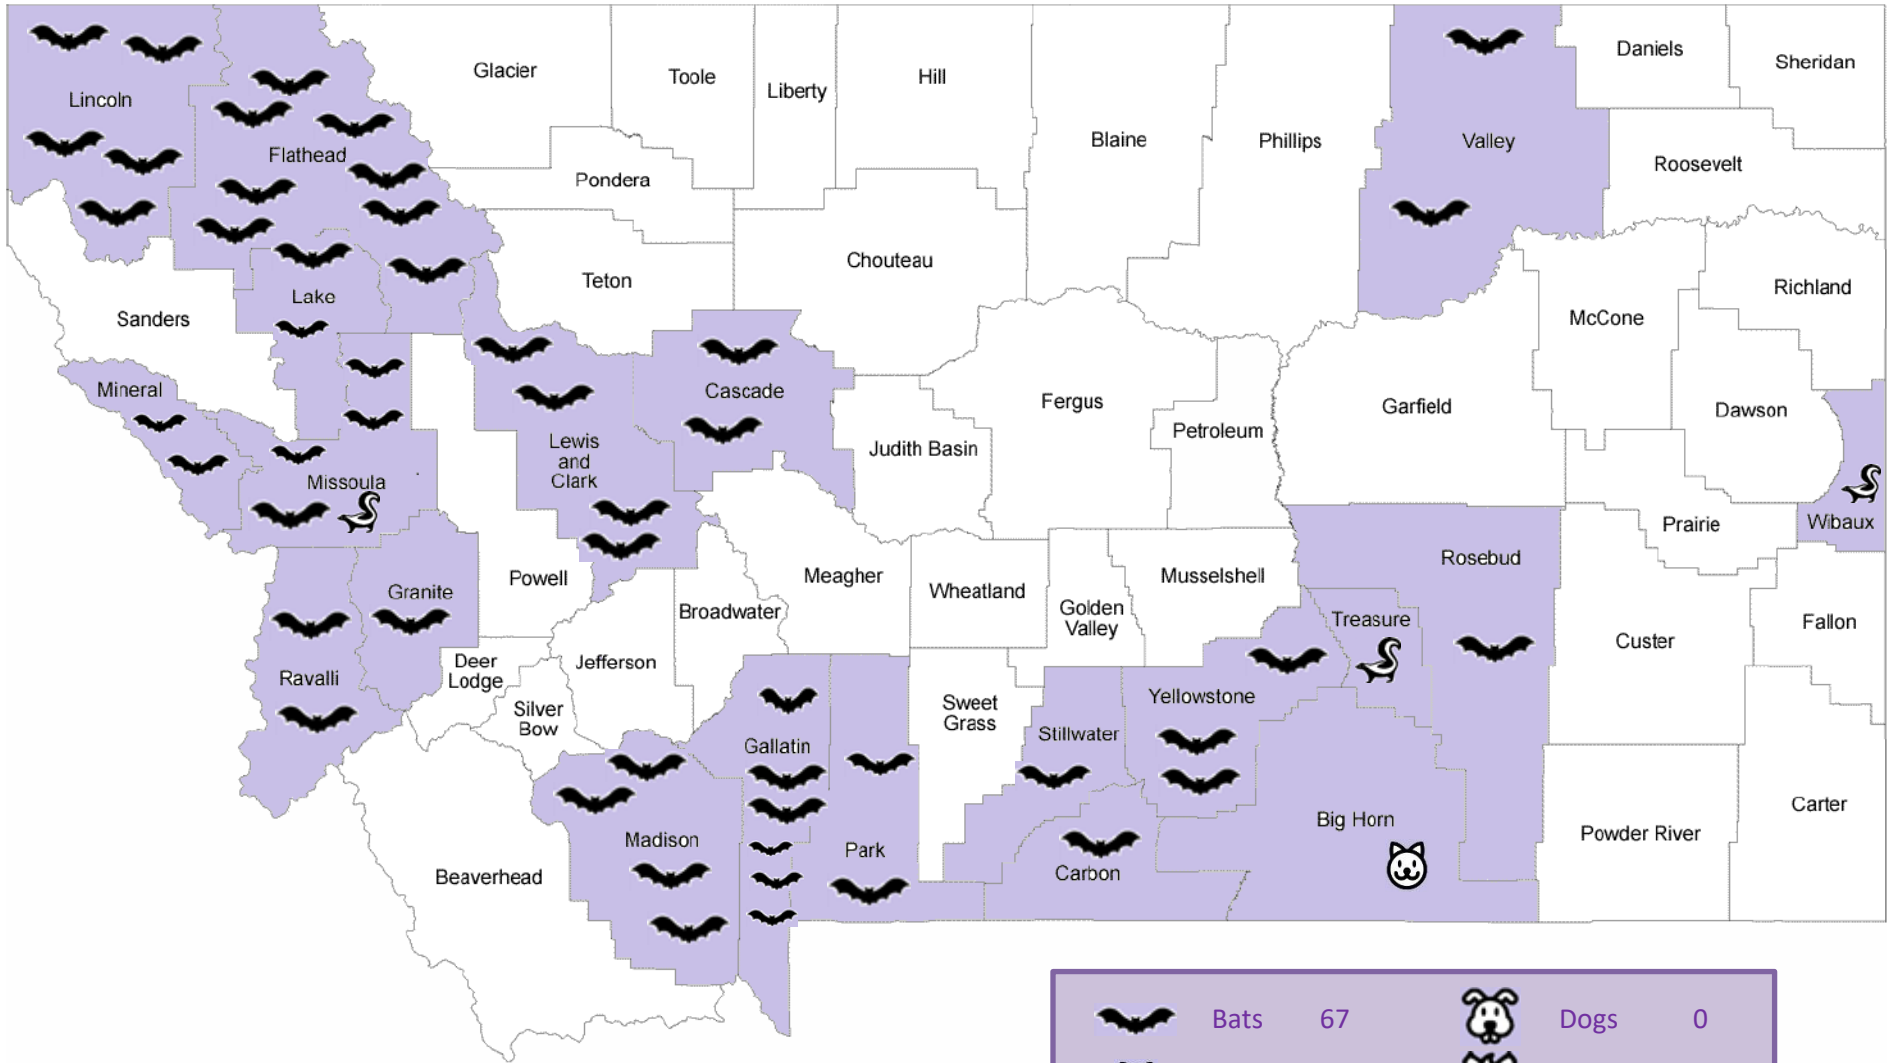 Glacier
Toole
Liberty
Hill
Blaine
Phillips
Valley
Daniels
Sheridan
Lincoln
Flathead
Pondera
Roosevelt
Teton
Chouteau
Richland
McCone
Sanders
Lake
Mineral
Cascade
Fergus
Garfield
Dawson
Petroleum
Judith Basin
Lewis
and
Clark
Missoula
Prairie
Wibaux
Rosebud
Powell
Meagher
Wheatland
Musselshell
Granite
Broadwater
Golden
Valley
Treasure
Custer
Fallon
Jefferson
Deer
Lodge
Ravalli
Silver
Bow
Yellowstone
Sweet
Grass
Stillwater
Gallatin
Carter
Big Horn
Powder River
Madison
Park
Carbon
Beaverhead
Bats 67 Dogs 0